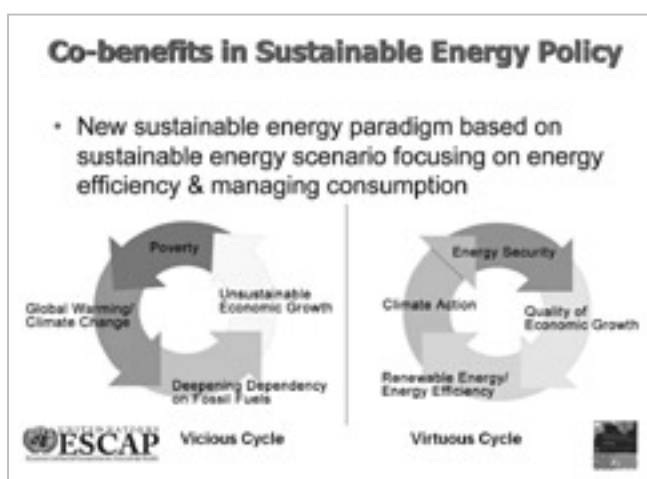 Co-benefits in Sustainable Energy Policy
• New sustainable energy paradigm based on
sustainable energy scenario focusing on energy
efficiency & managing consumption
Poverty
Unsustainable
Economic Growth
Deepening Dependency
on Fossil Fuels
Global Warming/
Climate Change
Energy Security
Quality of
Economic Growth
Renewable Energy/
Energy Efficiency
Climate Action
UNITED NATIONS
ESCAP
Vicious Cycle
Virtuous Cycle